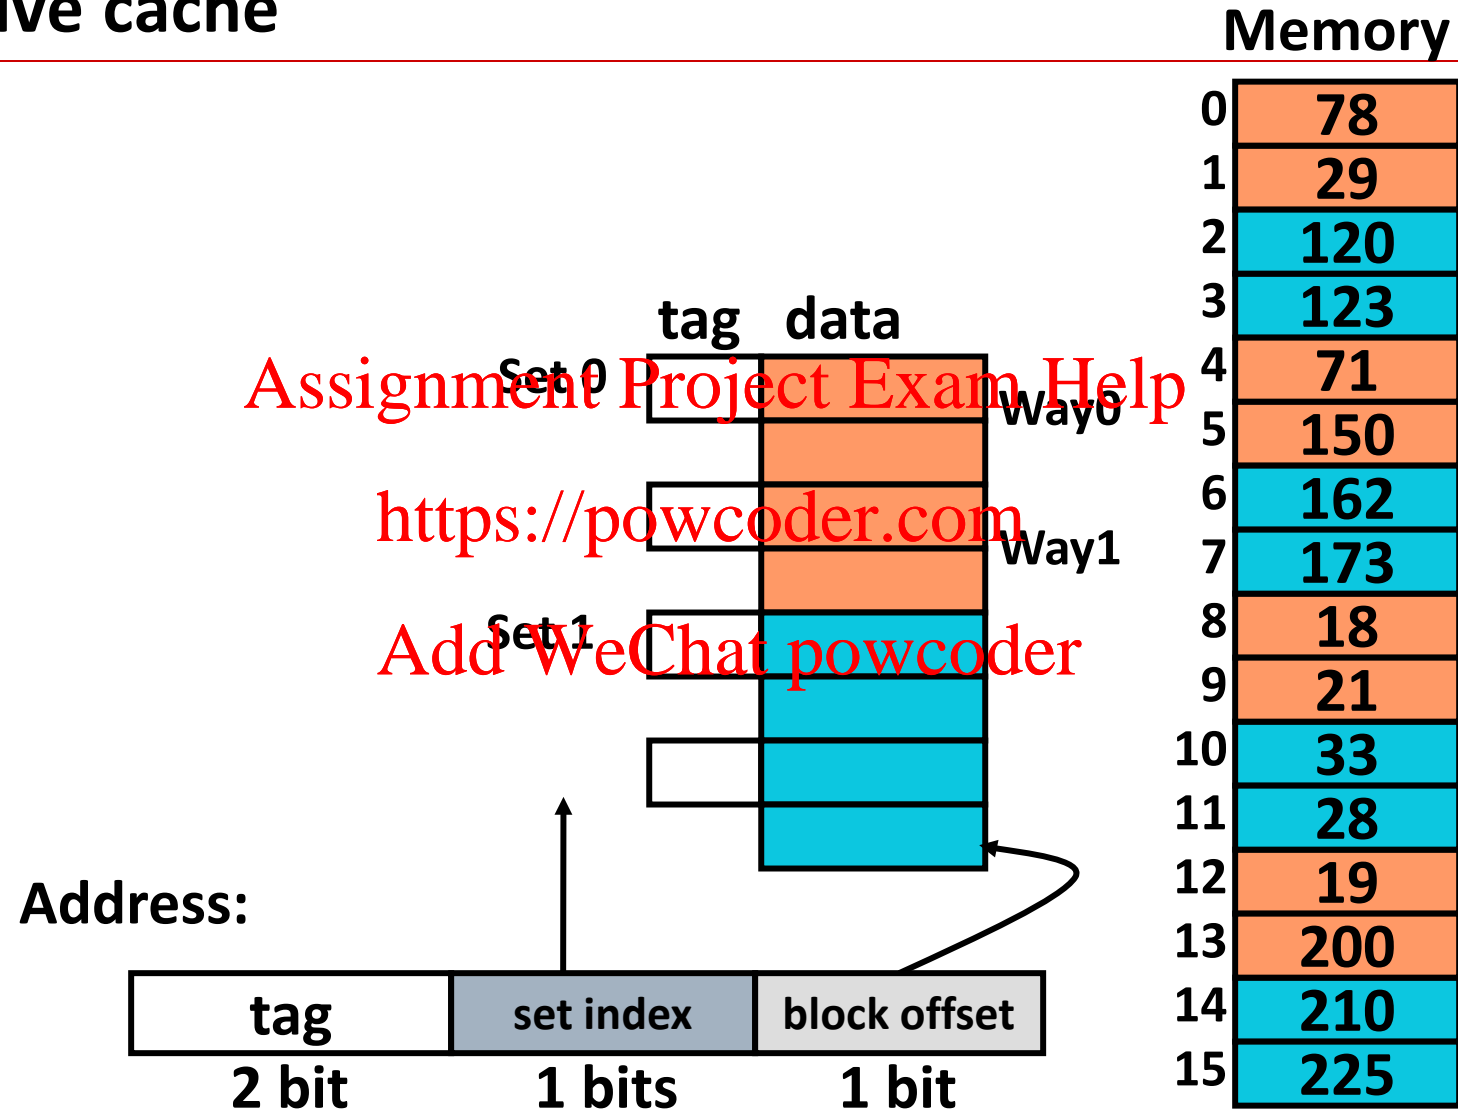 ive cache
Memory
0 78
1 29
2 120
3 123
tag data
Set 0
Assignment Project Exam Help
Way0
4 71
5 150
6 162
https://powcoder.com
Way1
7 173
Set 1
Add WeChat powcoder
8 18
9 21
10 33
11 28
12 19
Address:
13 200
14 210
tag set index block offset
15 225
2 bit 1 bits 1 bit